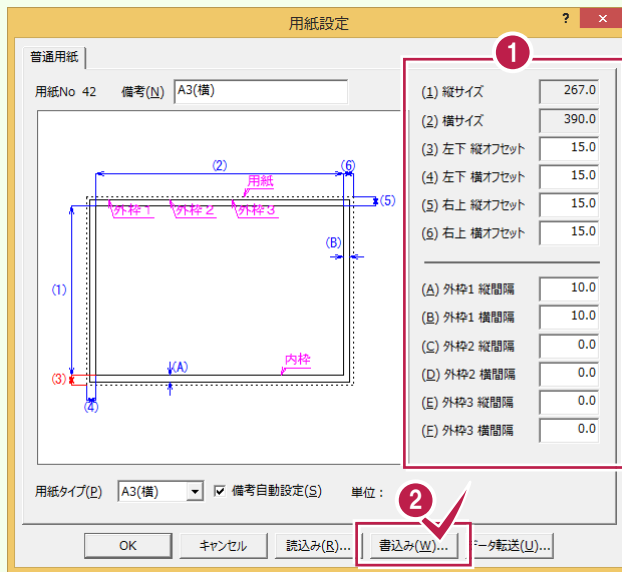 用紙設定
?
×
普通用紙
用紙No 42 備考(N) A3(横)
1
(1) 縦サイズ 267.0
(2) 横サイズ 390.0
(3) 左下 縦オフセット 15.0
(4) 左下 横オフセット 15.0
(5) 右上 縦オフセット 15.0
(6) 右上 横オフセット 15.0
(A) 外枠1 縦間隔 10.0
(B) 外枠1 横間隔 10.0
(C) 外枠2 縦間隔 0.0
(D) 外枠2 横間隔 0.0
(E) 外枠3 縦間隔 0.0
(F) 外枠3 横間隔 0.0
(2)
(6)
用紙
(5)
外枠1 外枠2 外枠3
(B)
(1)
内枠
(A)
(3)
(4)
用紙タイプ(P) A3(横) 備考自動設定(S) 単位:
2
OK キャンセル 読込み(R)... 書込み(W)... データ転送(U)...